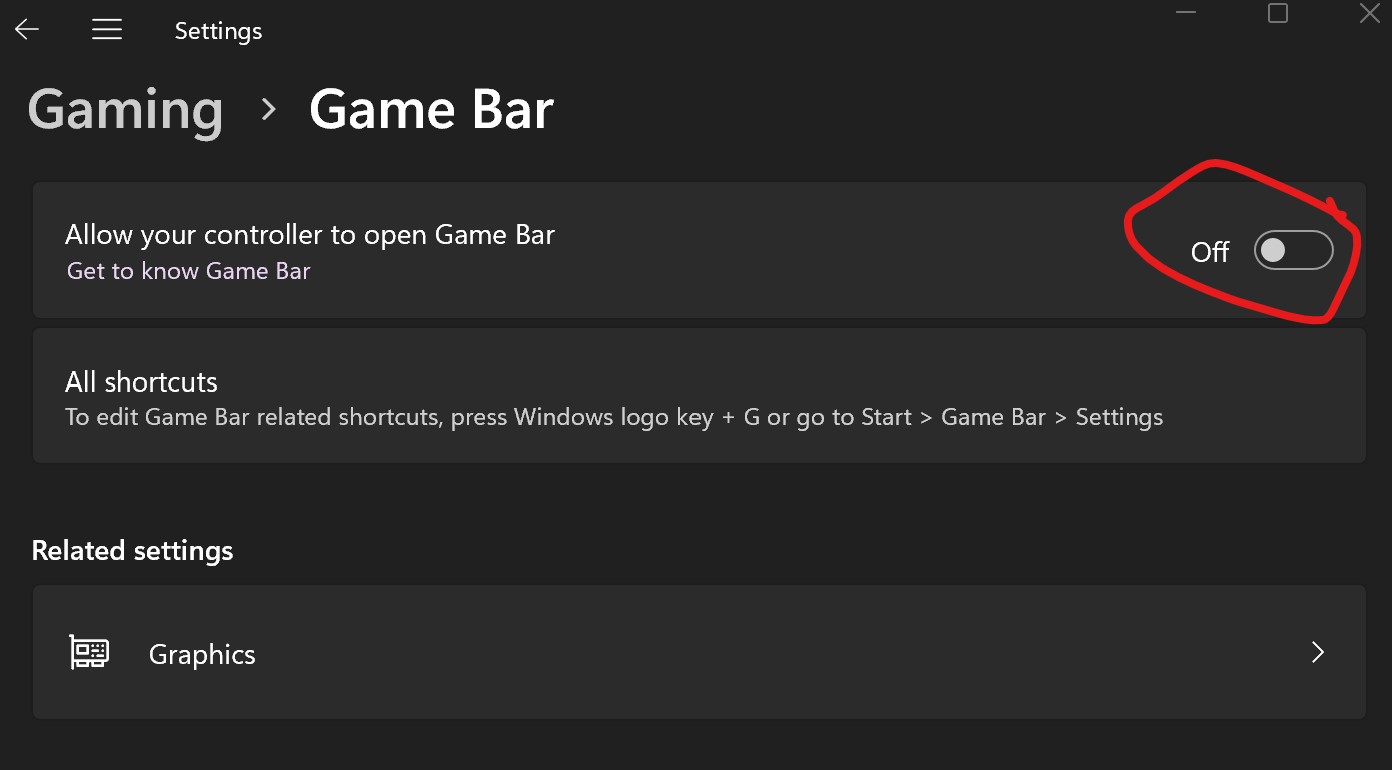 Settings
Gaming > Game Bar
Allow your controller to open Game Bar
Get to know Game Bar
Off
All shortcuts
To edit Game Bar related shortcuts, press Windows logo key + G or go to Start > Game Bar > Settings
Related settings
Graphics